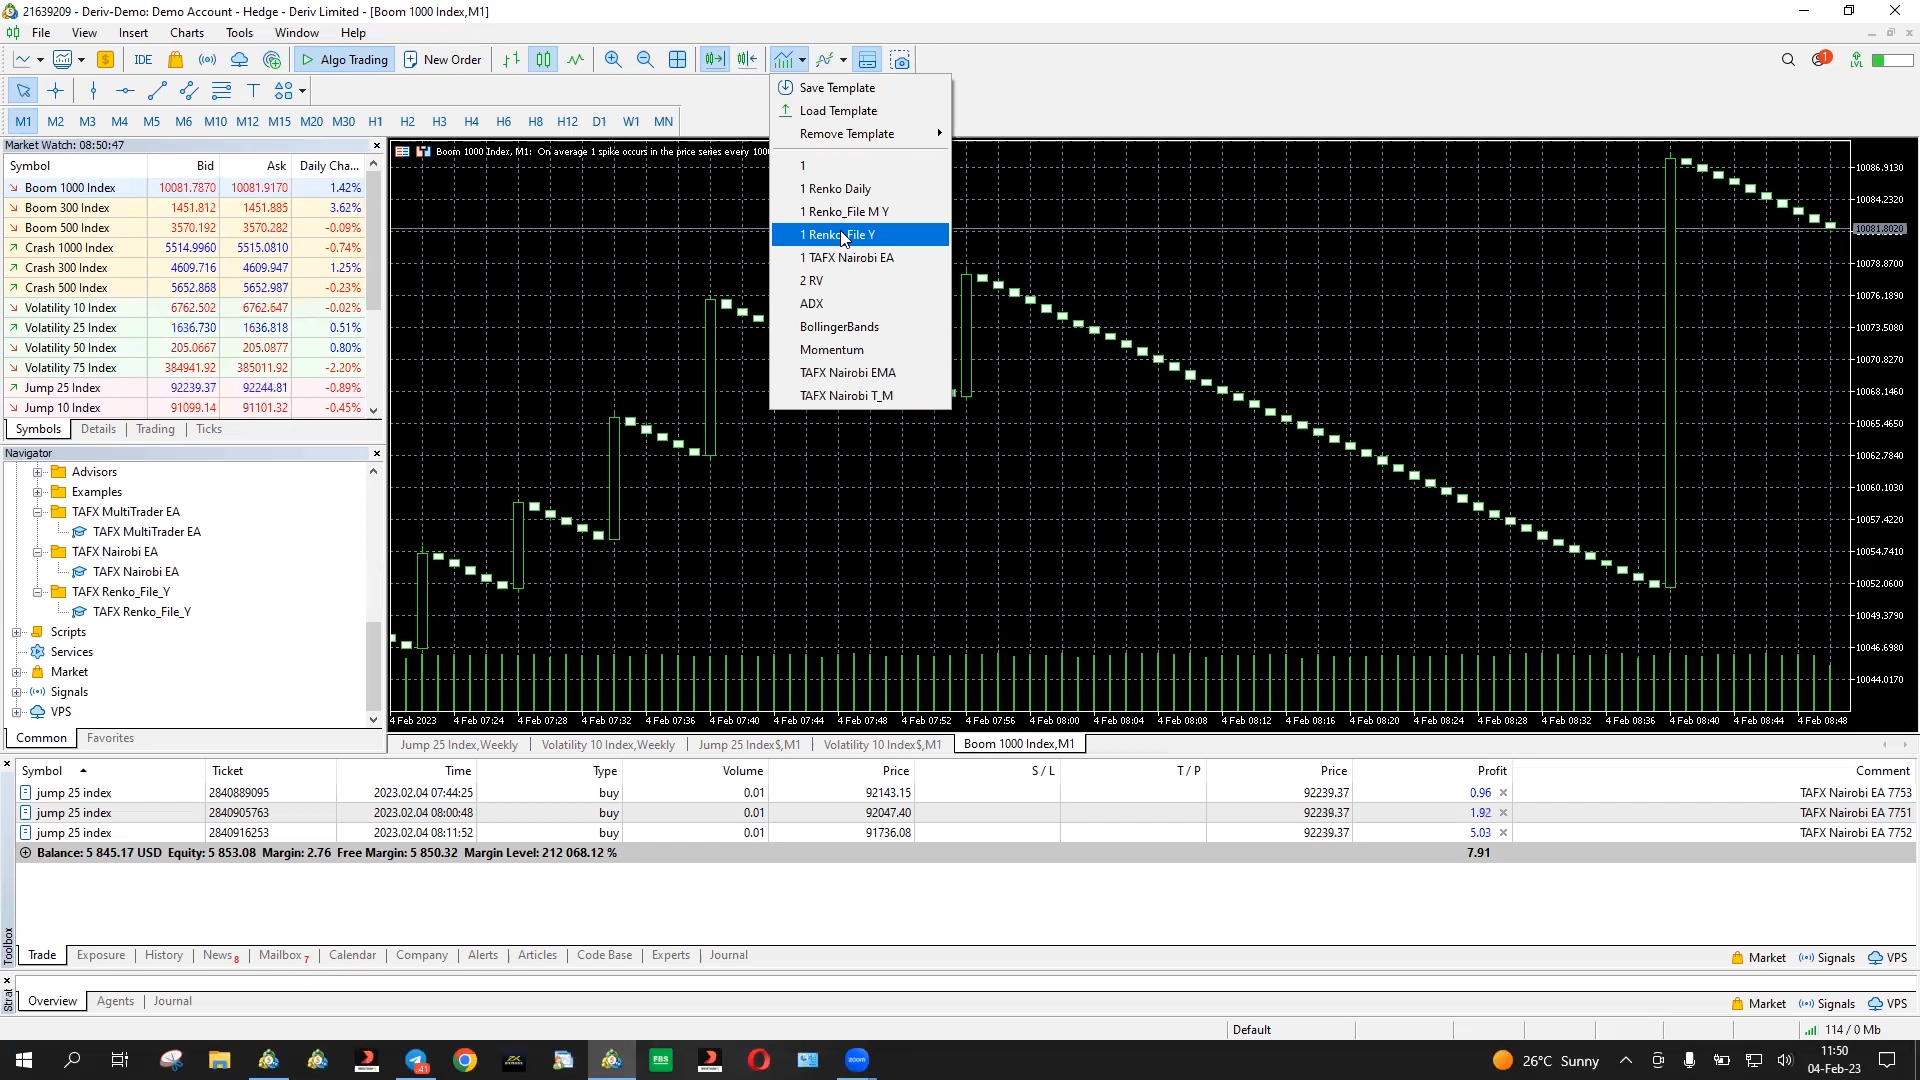 21639209 - Deriv-Demo: Demo Account - Hedge - Deriv Limited - [Boom 1000 Index,M1]
File View Insert Charts Tools Window Help
IDE Algo Trading New Order 1 LVL
M1 M2 M3 M4 M5 M6 M10 M12 M15 M20 M30 H1 H2 H3 H4 H6 H8 H12 D1 W1 MN
Save Template
Load Template
Remove Template
1
1 Renko Daily
1 Renko_File M Y
1 Renko_File Y
1 TAFX Nairobi EA
2 RV
ADX
BollingerBands
Momentum
TAFX Nairobi EMA
TAFX Nairobi T_M
Market Watch: 08:50:47
Symbol Bid Ask Daily Cha...
Boom 1000 Index 10081.7870 10081.9170 1.42%
Boom 300 Index 1451.812 1451.885 3.62%
Boom 500 Index 3570.192 3570.282 -0.09%
Crash 1000 Index 5514.9960 5515.0810 -0.74%
Crash 300 Index 4609.716 4609.947 1.25%
Crash 500 Index 5652.868 5652.987 -0.23%
Volatility 10 Index 6762.502 6762.647 -0.02%
Volatility 25 Index 1636.730 1636.818 0.51%
Volatility 50 Index 205.0667 205.0877 0.80%
Volatility 75 Index 384941.92 385011.92 -2.20%
Jump 25 Index 92239.37 92244.81 -0.89%
Jump 10 Index 91099.14 91101.32 -0.45%
Symbols Details Trading Ticks
Navigator
Advisors
Examples
TAFX MultiTrader EA
TAFX MultiTrader EA
TAFX Nairobi EA
TAFX Nairobi EA
TAFX Renko_File_Y
TAFX Renko_File_Y
Scripts
Services
Market
Signals
VPS
Common Favorites
Boom 1000 Index, M1: On average 1 spike occurs in the price series every 100
10086.9130
10084.2320
10081.8020
10078.8700
10076.1890
10073.5080
10070.8270
10068.1460
10065.4650
10062.7840
10060.1030
10057.4220
10054.7410
10052.0600
10049.3790
10046.6980
10044.0170
4 Feb 2023 4 Feb 07:24 4 Feb 07:28 4 Feb 07:32 4 Feb 07:36 4 Feb 07:40 4 Feb 07:44 4 Feb 07:48 4 Feb 07:52 4 Feb 07:56 4 Feb 08:00 4 Feb 08:04 4 Feb 08:08 4 Feb 08:12 4 Feb 08:16 4 Feb 08:20 4 Feb 08:24 4 Feb 08:28 4 Feb 08:32 4 Feb 08:36 4 Feb 08:40 4 Feb 08:44 4 Feb 08:48
Jump 25 Index,Weekly Volatility 10 Index,Weekly Jump 25 Index$,M1 Volatility 10 Index$,M1 Boom 1000 Index,M1
Symbol Ticket Time Type Volume Price S / L T / P Price Profit Comment
jump 25 index 2840889095 2023.02.04 07:44:25 buy 0.01 92143.15 92239.37 0.96 TAFX Nairobi EA 7753
jump 25 index 2840905763 2023.02.04 08:00:48 buy 0.01 92047.40 92239.37 1.92 TAFX Nairobi EA 7751
jump 25 index 2840916253 2023.02.04 08:11:52 buy 0.01 91736.08 92239.37 5.03 TAFX Nairobi EA 7752
Balance: 5 845.17 USD Equity: 5 853.08 Margin: 2.76 Free Margin: 5 850.32 Margin Level: 212 068.12 % 7.91
Toolbox
Trade Exposure History News 8 Mailbox 7 Calendar Company Alerts Articles Code Base Experts Journal Market Signals VPS
Strat
Overview Agents Journal Market Signals VPS
Default 114 / 0 Mb
41 FBS zoom 26°C Sunny 11:50
04-Feb-23